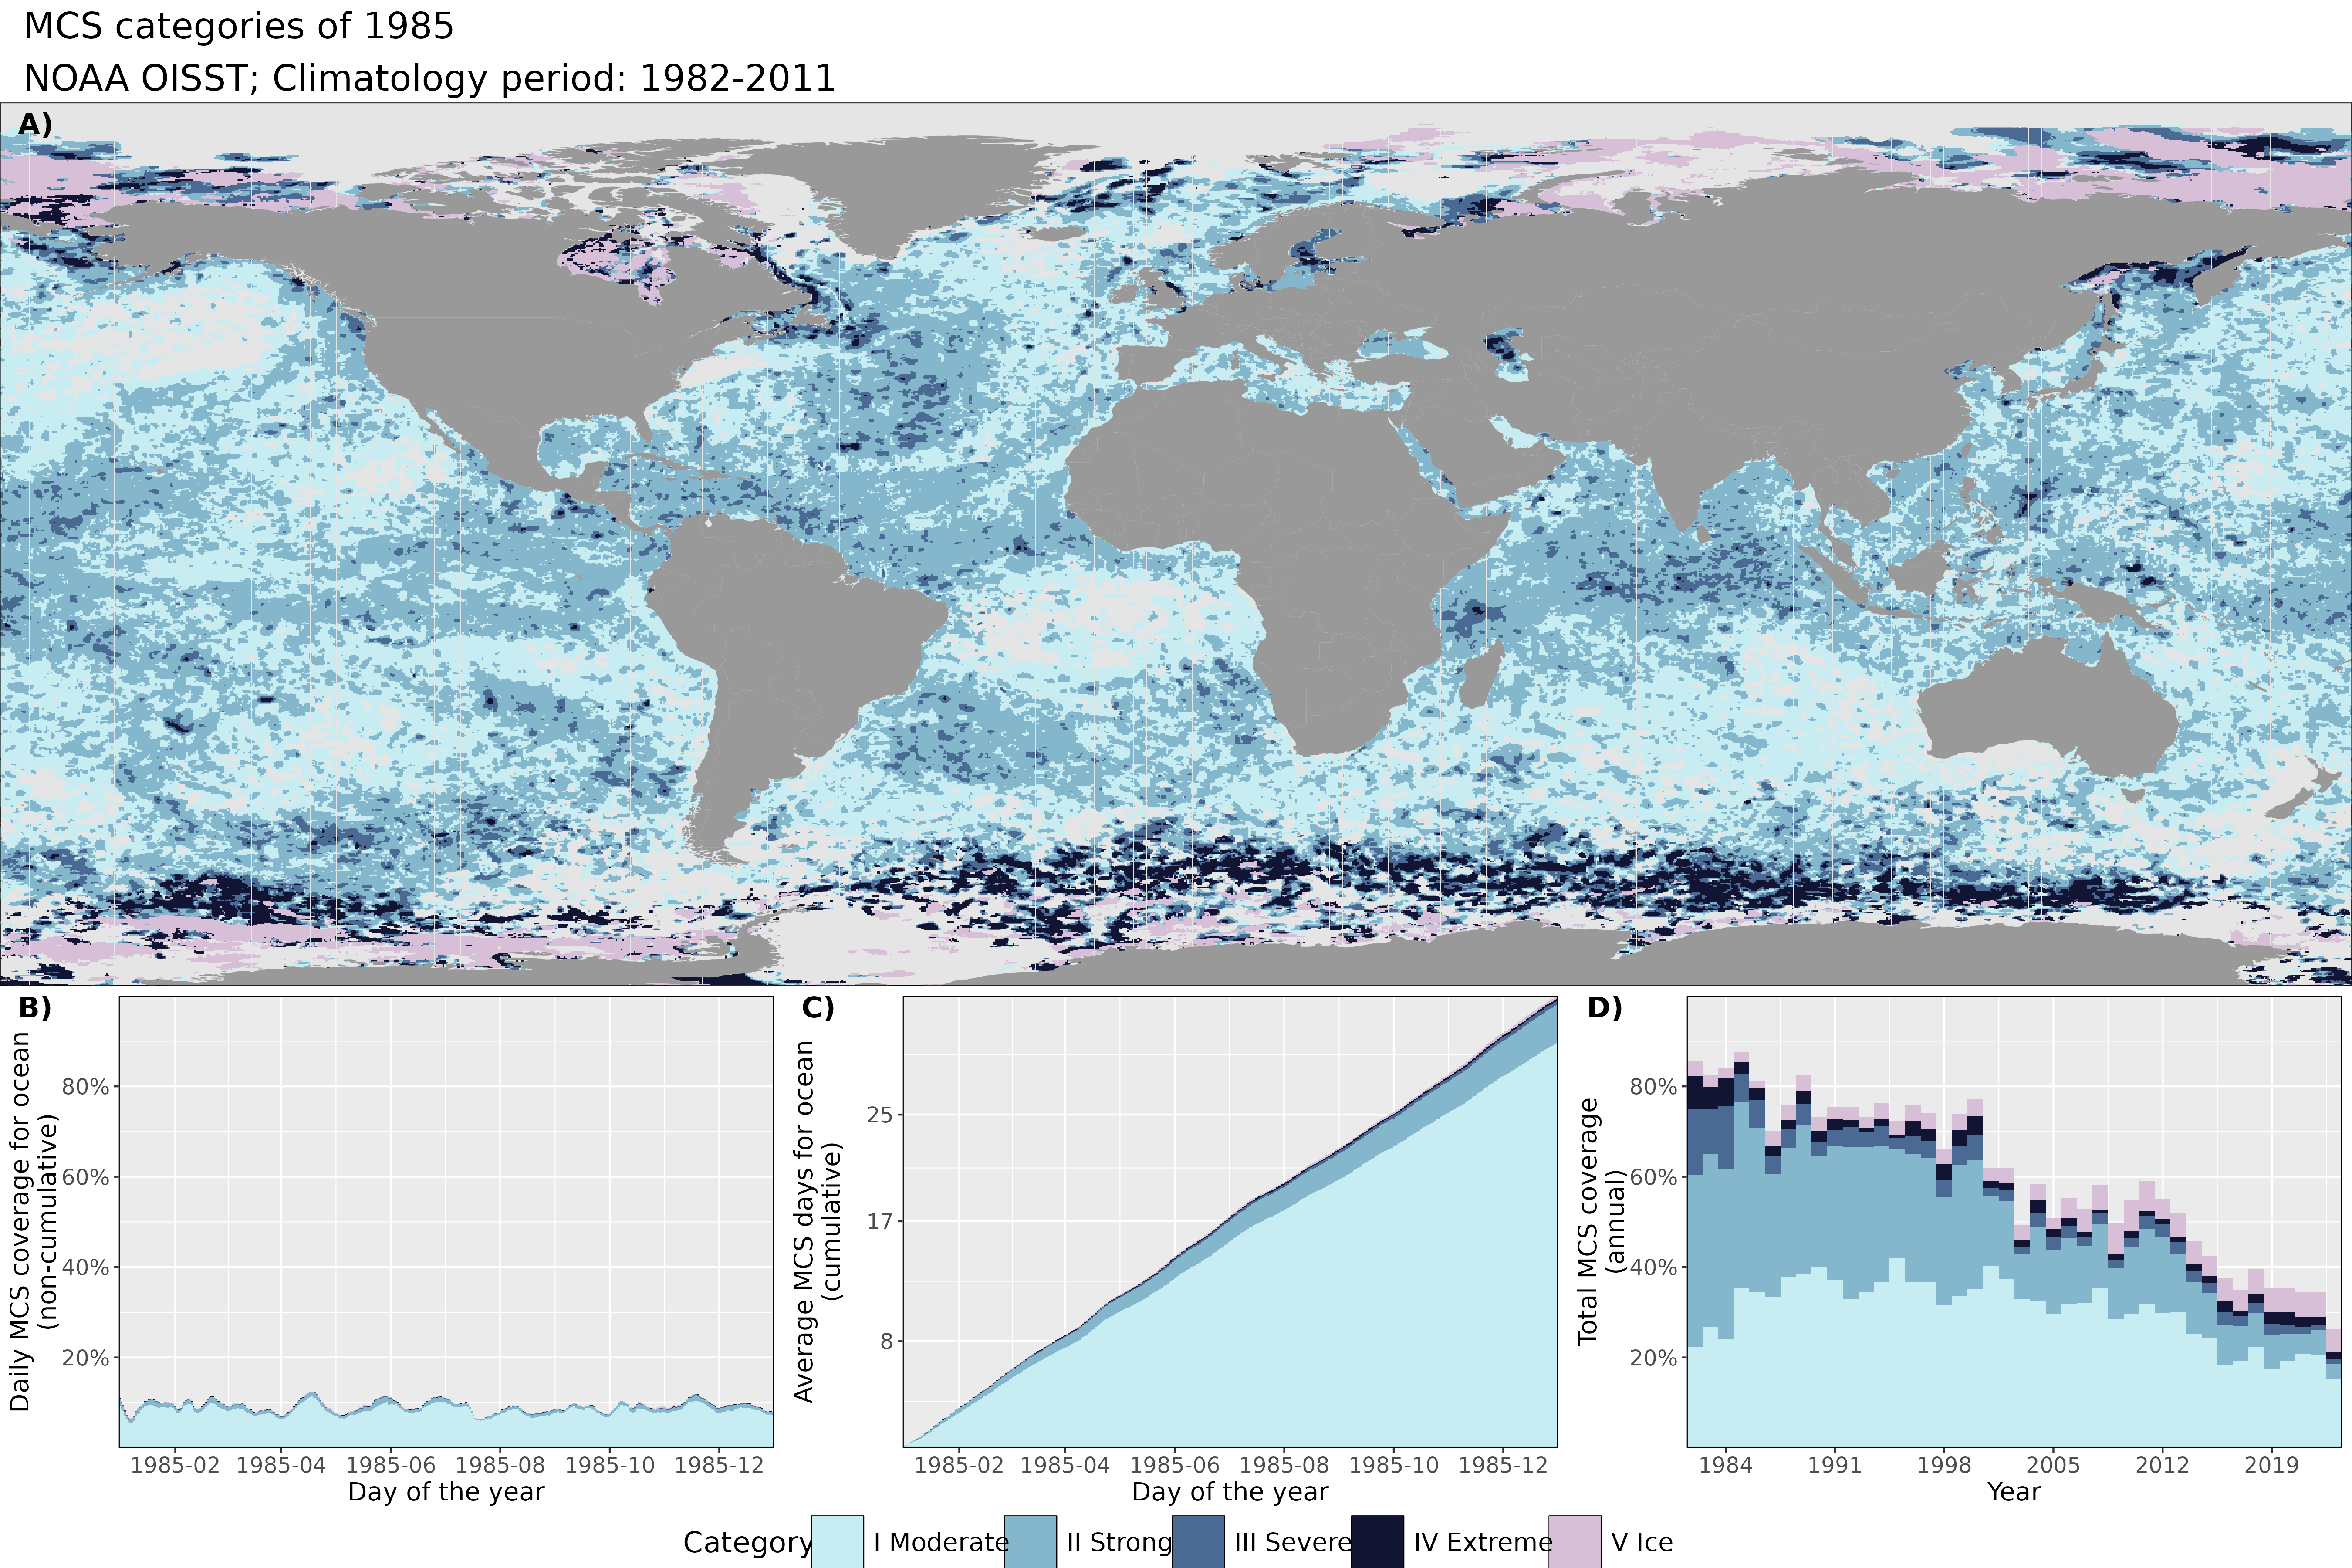 MCS categories of 1985
NOAA OISST; Climatology period: 1982-2011
A)
B)
Daily MCS coverage for ocean
(non-cumulative)
80%
60%
40%
20%
1985-02 1985-04 1985-06 1985-08 1985-10 1985-12
Day of the year
C)
Average MCS days for ocean
(cumulative)
25
17
8
1985-02 1985-04 1985-06 1985-08 1985-10 1985-12
Day of the year
D)
Total MCS coverage
(annual)
80%
60%
40%
20%
1984 1991 1998 2005 2012 2019
Year
Category I Moderate II Strong III Severe IV Extreme V Ice